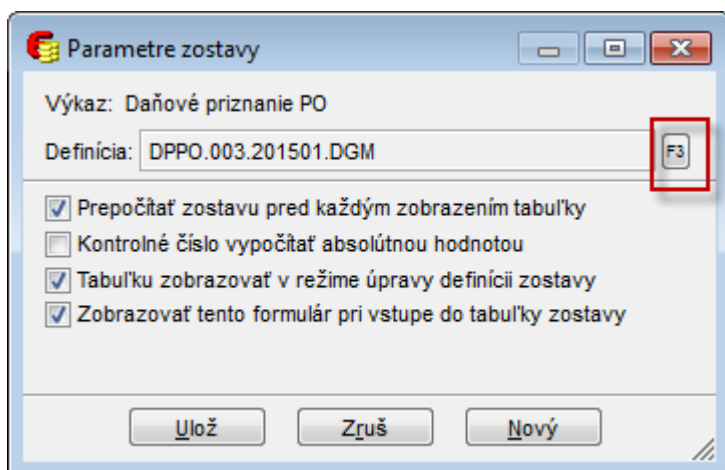 Parametre zostavy
Výkaz: Daňové priznanie PO
Definícia: DPPO.003.201501.DGM F3
Prepočítať zostavu pred každým zobrazením tabuľky
Kontrolné číslo vypočítať absolútnou hodnotou
Tabuľku zobrazovať v režime úpravy definícii zostavy
Zobrazovať tento formulár pri vstupe do tabuľky zostavy
Ulož Zruš Nový